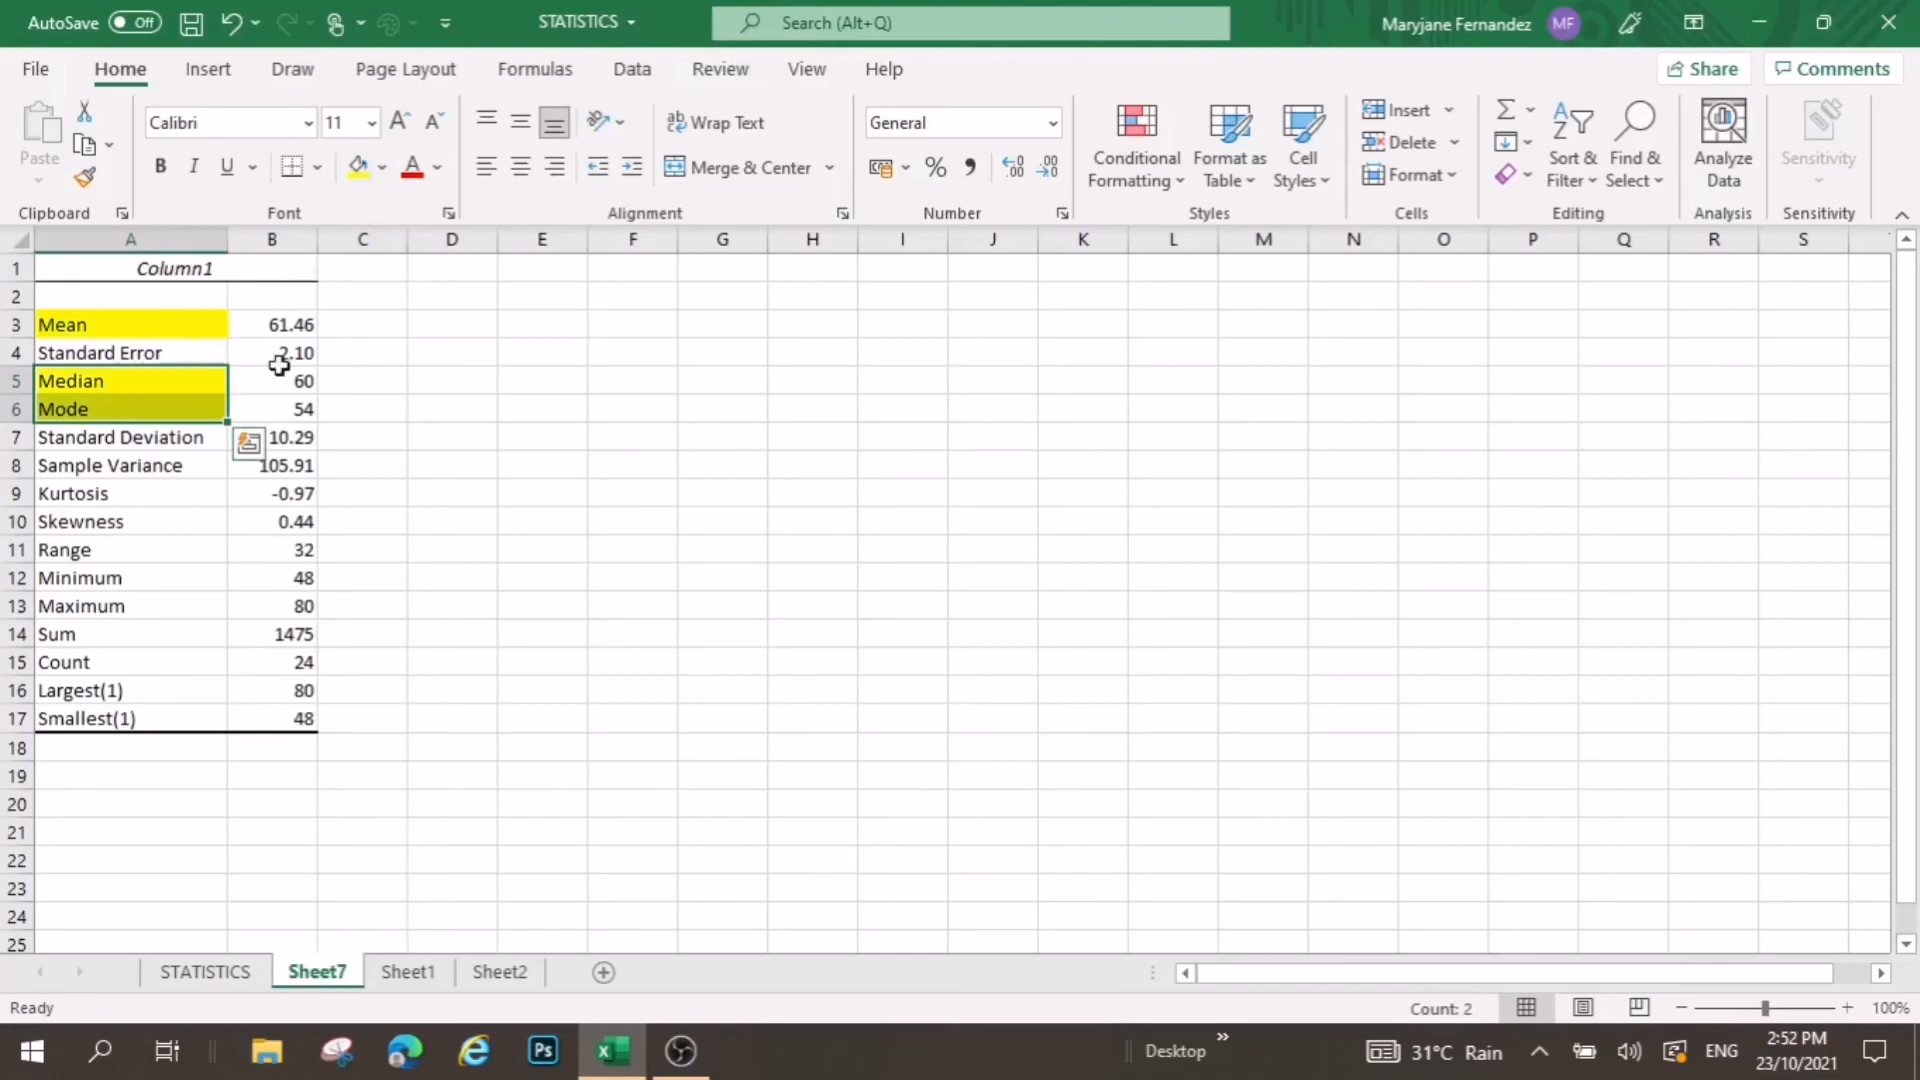 AutoSave Off STATISTICS Search (Alt+Q) Maryjane Fernandez MF
File Home Insert Draw Page Layout Formulas Data Review View Help Share Comments
Paste
Calibri 11
Wrap Text
Merge & Center
General
Conditional Formatting
Format as Table
Cell Styles
Insert
Delete
Format
Sort & Filter
Find & Select
Analyze Data
Sensitivity
Clipboard Font Alignment Number Styles Cells Editing Analysis Sensitivity
A B C D E F G H I J K L M N O P Q R S
1 Column1
2
3 Mean 61.46
4 Standard Error 2.10
5 Median 60
6 Mode 54
7 Standard Deviation 10.29
8 Sample Variance 105.91
9 Kurtosis -0.97
10 Skewness 0.44
11 Range 32
12 Minimum 48
13 Maximum 80
14 Sum 1475
15 Count 24
16 Largest(1) 80
17 Smallest(1) 48
18
19
20
21
22
23
24
25
STATISTICS Sheet7 Sheet1 Sheet2
Ready Count: 2 100%
Ps Desktop 31°C Rain ENG 2:52 PM
23/10/2021